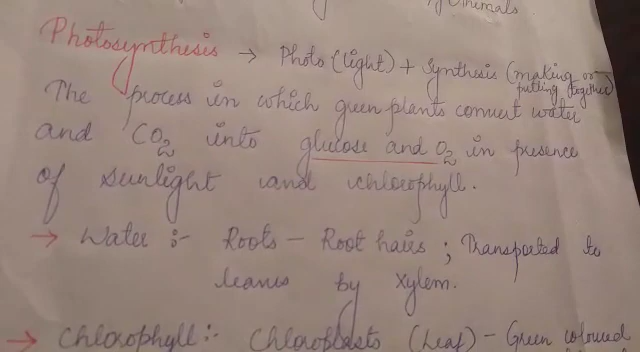 Animals
Photosynthesis → Photo (light) + Synthesis (making or putting together)
The process in which green plants convert water
and CO2 into glucose and O2 in presence
of sunlight and chlorophyll.
→ Water :- Roots - Root hairs ; Transported to
leaves by xylem.
→ Chlorophyll :- Chloroplasts (Leaf) - Green coloured